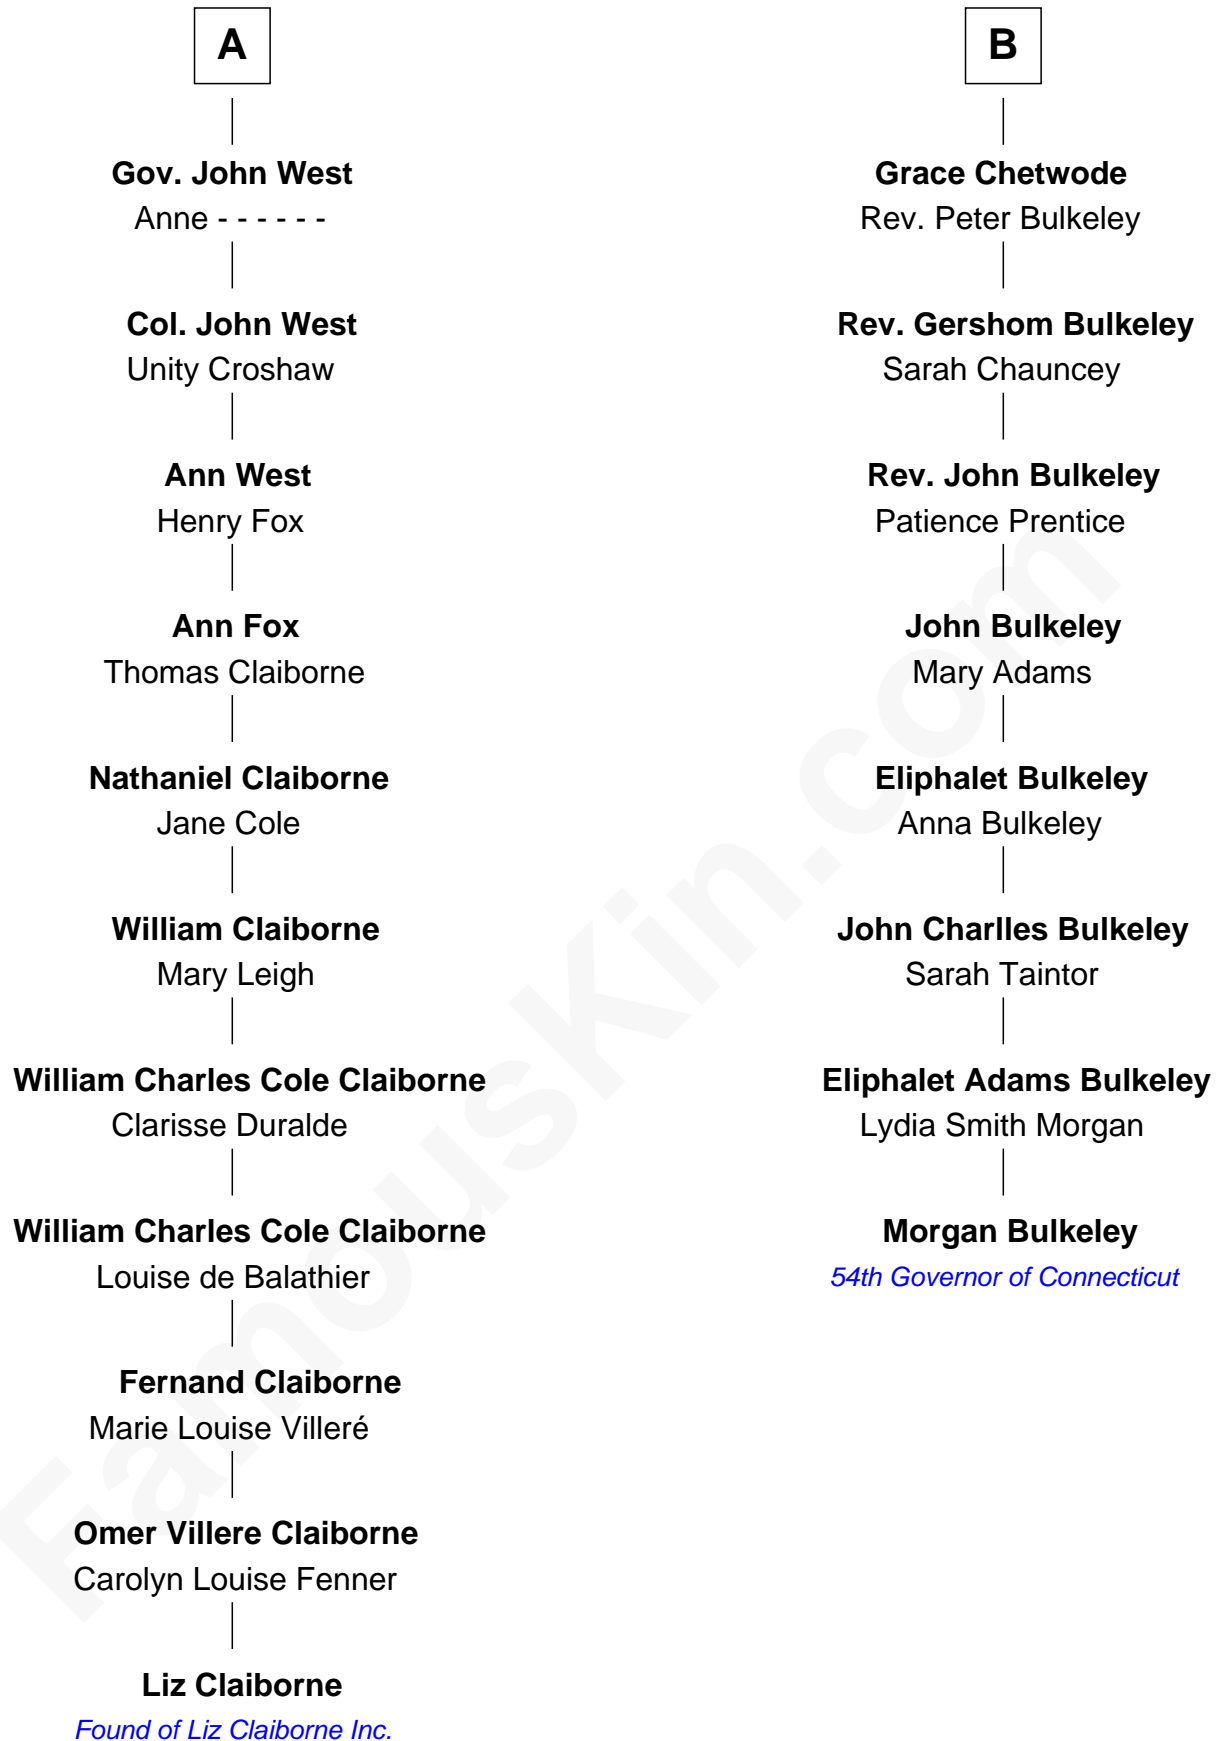 A
Gov. John West
Anne - - - - - -
Col. John West
Unity Croshaw
Ann West
Henry Fox
Ann Fox
Thomas Claiborne
Nathaniel Claiborne
Jane Cole
William Claiborne
Mary Leigh
William Charles Cole Claiborne
Clarisse Duralde
William Charles Cole Claiborne
Louise de Balathier
Fernand Claiborne
Marie Louise Villeré
Omer Villere Claiborne
Carolyn Louise Fenner
Liz Claiborne
Found of Liz Claiborne Inc.
B
Grace Chetwode
Rev. Peter Bulkeley
Rev. Gershom Bulkeley
Sarah Chauncey
Rev. John Bulkeley
Patience Prentice
John Bulkeley
Mary Adams
Eliphalet Bulkeley
Anna Bulkeley
John Charlles Bulkeley
Sarah Taintor
Eliphalet Adams Bulkeley
Lydia Smith Morgan
Morgan Bulkeley
54th Governor of Connecticut
FamousKin.com